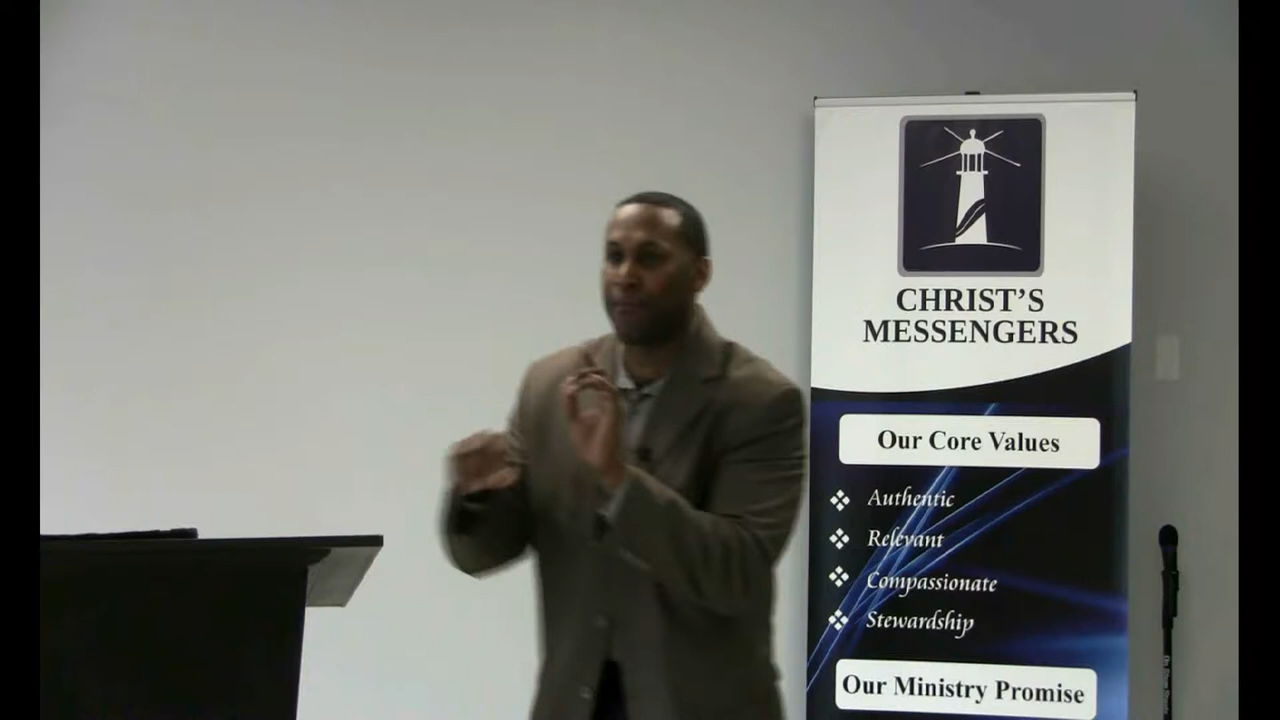 CHRIST'S
MESSENGERS
Our Core Values
Authentic
Relevant
Compassionate
Stewardship
Our Ministry Promise